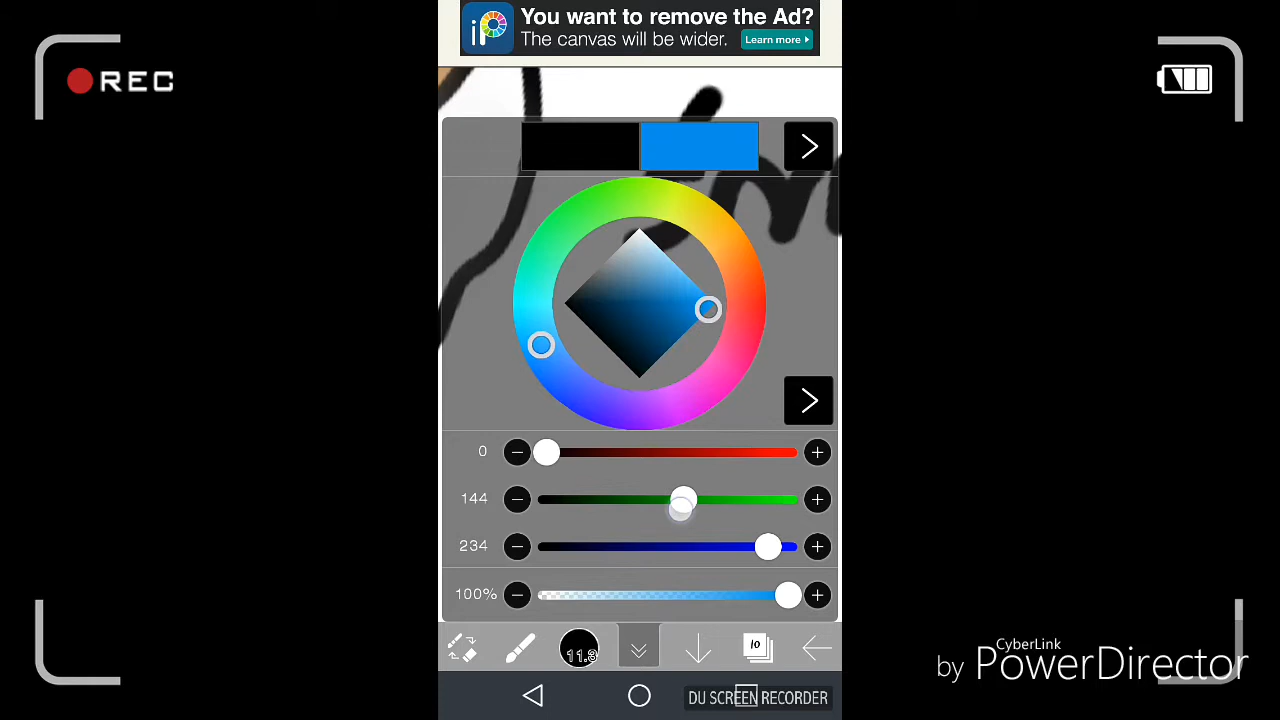 You want to remove the Ad?
The canvas will be wider.
Learn more
iP
REC
0
144
234
100%
11.3
10
DU SCREEN RECORDER
CyberLink
by PowerDirector